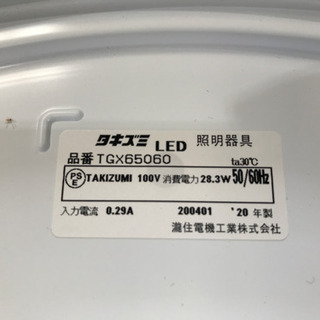 タキズミ LED 照明器具
品番 TGX65060 ta30℃
PSE TAKIZUMI 100V 消費電力 28.3W 50/60Hz
入力電流 0.29A 200401 '20 年製
瀧住電機工業株式会社